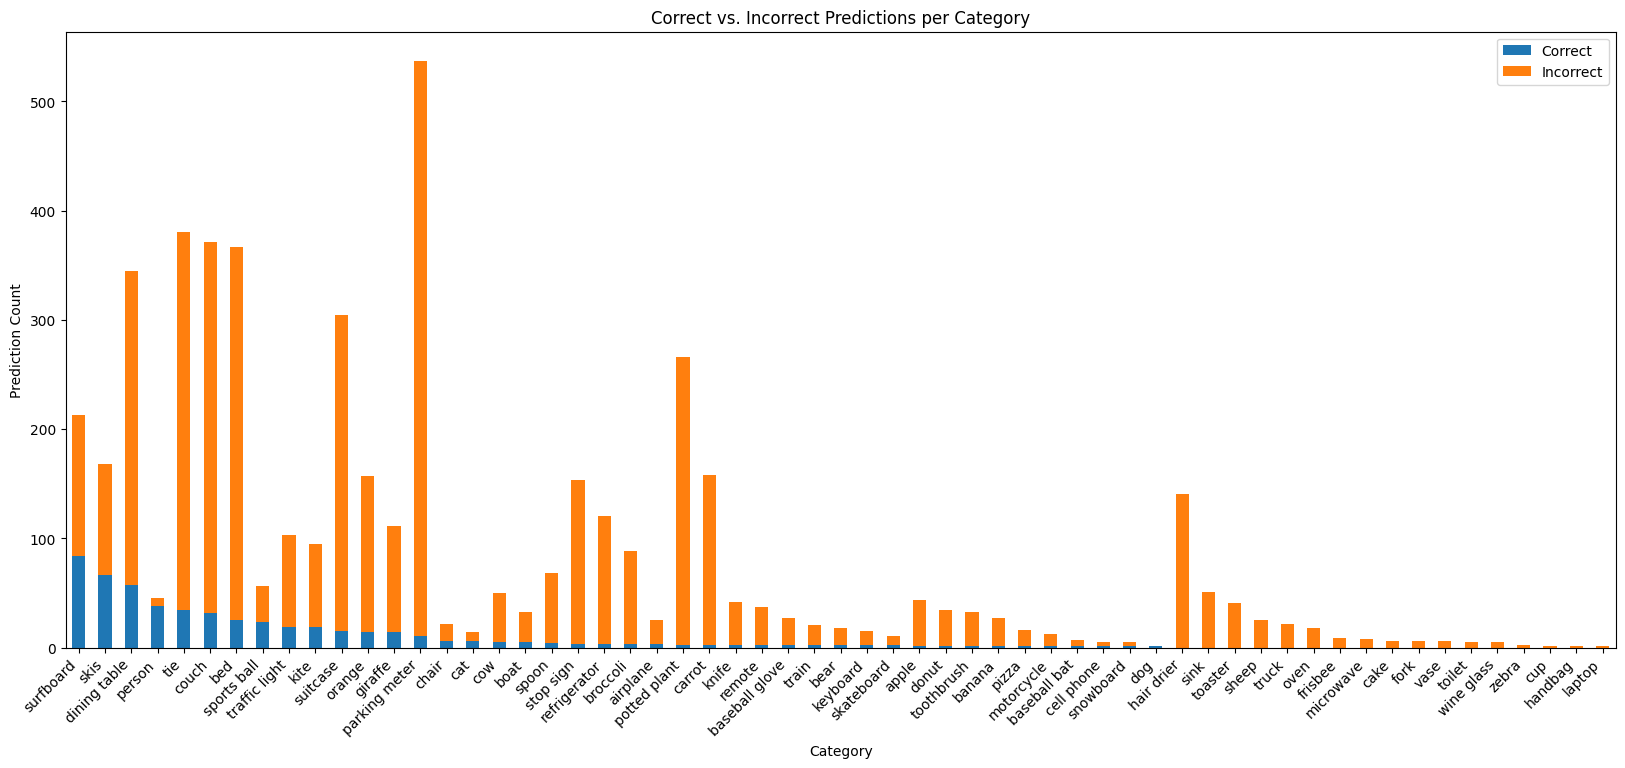 Correct vs. Incorrect Predictions per Category
Correct
Incorrect
Prediction Count
500
400
300
200
100
0
surfboard
skis
dining table
person
tie
couch
bed
sports ball
traffic light
kite
suitcase
orange
giraffe
parking meter
chair
cat
cow
boat
spoon
stop sign
refrigerator
broccoli
airplane
potted plant
carrot
knife
remote
baseball glove
train
bear
keyboard
skateboard
apple
donut
toothbrush
banana
pizza
motorcycle
baseball bat
cell phone
snowboard
dog
hair drier
sink
toaster
sheep
truck
oven
frisbee
microwave
cake
fork
vase
toilet
wine glass
zebra
cup
handbag
laptop
Category